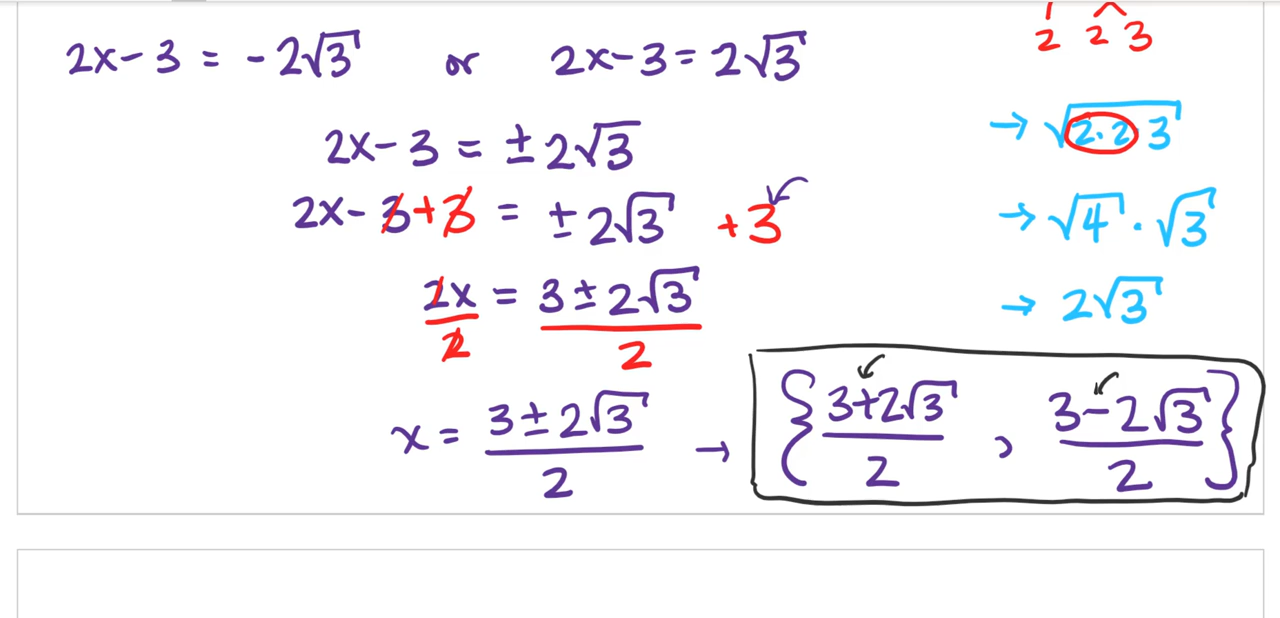 2x - 3 = -2√3 or 2x - 3 = 2√3
2x - 3 = ± 2√3
2x - 3 + 3 = ± 2√3 + 3
2x/2 = (3 ± 2√3)/2
x = (3 ± 2√3)/2 → { (3+2√3)/2 , (3-2√3)/2 }
2 2 3
→ √(2·2·3)
→ √4 · √3
→ 2√3